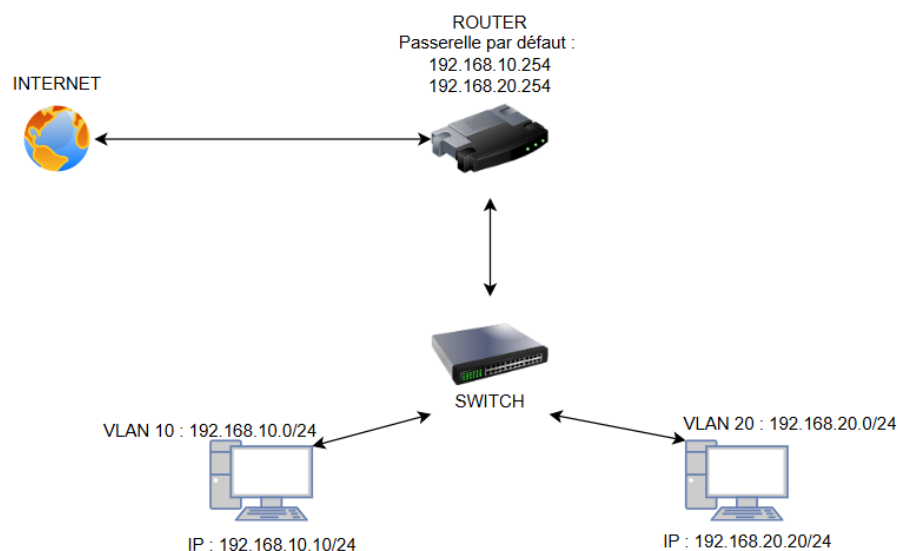 ROUTER
Passerelle par défaut :
192.168.10.254
192.168.20.254
INTERNET
SWITCH
VLAN 10 : 192.168.10.0/24
VLAN 20 : 192.168.20.0/24
IP : 192.168.10.10/24
IP : 192.168.20.20/24